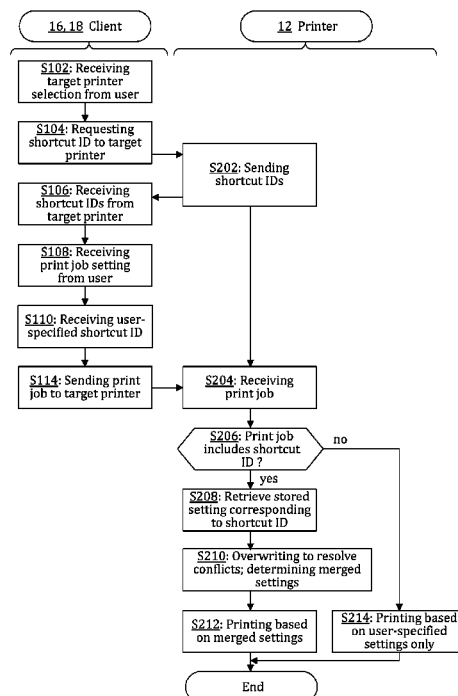 16, 18 Client
12 Printer
S102: Receiving
target printer
selection from user
S104: Requesting
shortcut ID to target
printer
S202: Sending
shortcut IDs
S106: Receiving
shortcut IDs from
target printer
S108: Receiving
print job setting
from user
S110: Receiving user-
specified shortcut ID
S114: Sending print
job to target printer
S204: Receiving
print job
S206: Print job
includes shortcut
ID ?
no
yes
S208: Retrieve stored
setting corresponding
to shortcut ID
S210: Overwriting to resolve
conflicts; determining merged
settings
S212: Printing based
on merged settings
S214: Printing based
on user-specified
settings only
End